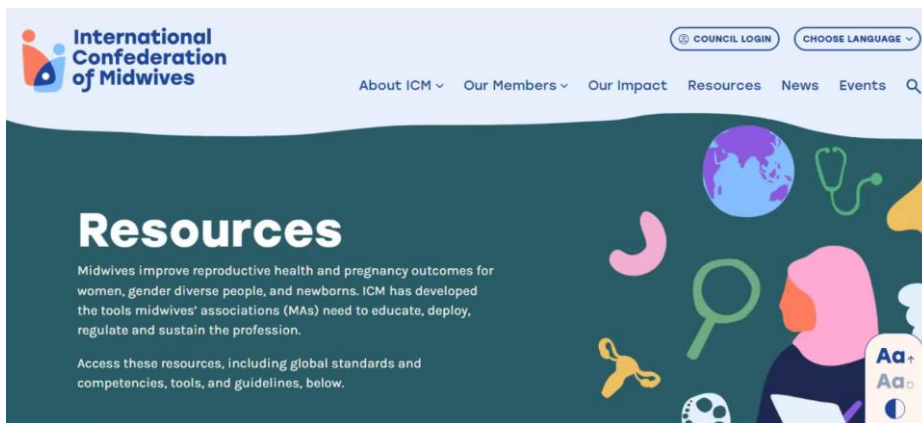 International
Confederation
of Midwives
COUNCIL LOGIN
CHOOSE LANGUAGE
About ICM
Our Members
Our Impact
Resources
News
Events
Resources
Midwives improve reproductive health and pregnancy outcomes for
women, gender diverse people, and newborns. ICM has developed
the tools midwives' associations (MAs) need to educate, deploy,
regulate and sustain the profession.
Access these resources, including global standards and
competencies, tools, and guidelines, below.
Aa↑
Aa